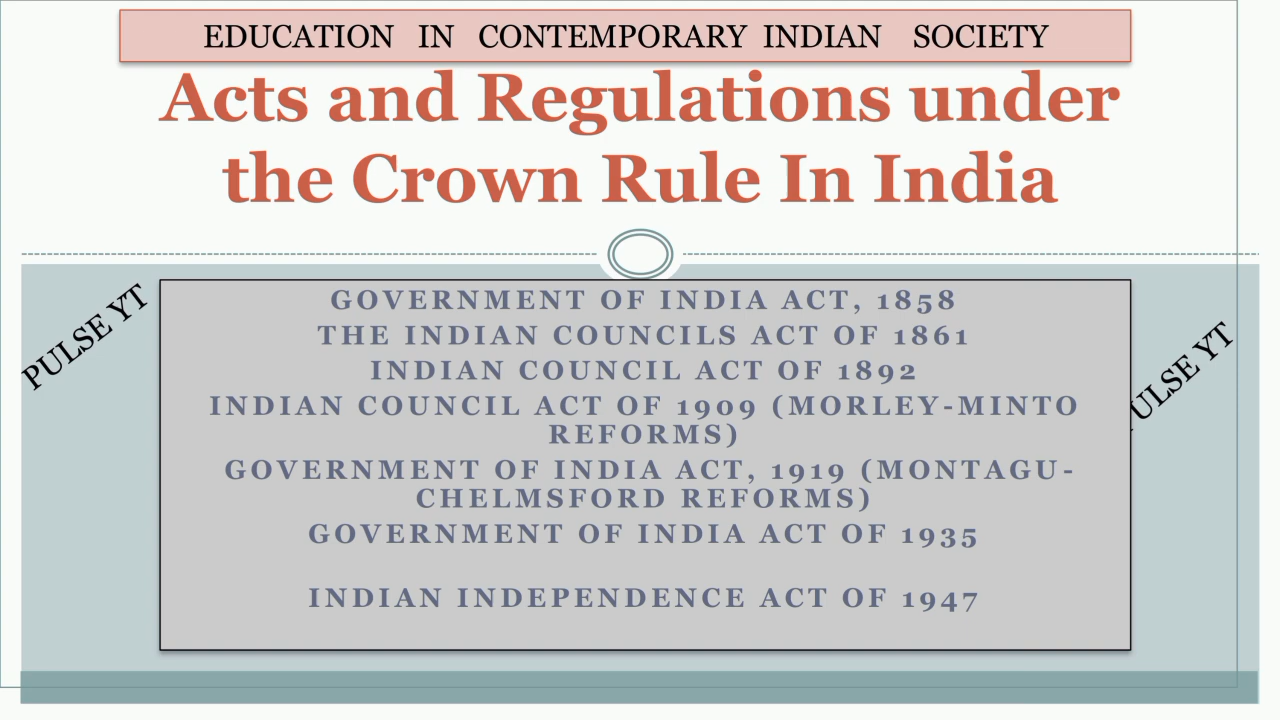 EDUCATION IN CONTEMPORARY INDIAN SOCIETY
Acts and Regulations under
the Crown Rule In India
PULSE YT
GOVERNMENT OF INDIA ACT, 1858
THE INDIAN COUNCILS ACT OF 1861
INDIAN COUNCIL ACT OF 1892
INDIAN COUNCIL ACT OF 1909 (MORLEY-MINTO
REFORMS)
GOVERNMENT OF INDIA ACT, 1919 (MONTAGU-
CHELMSFORD REFORMS)
GOVERNMENT OF INDIA ACT OF 1935
INDIAN INDEPENDENCE ACT OF 1947
PULSE YT